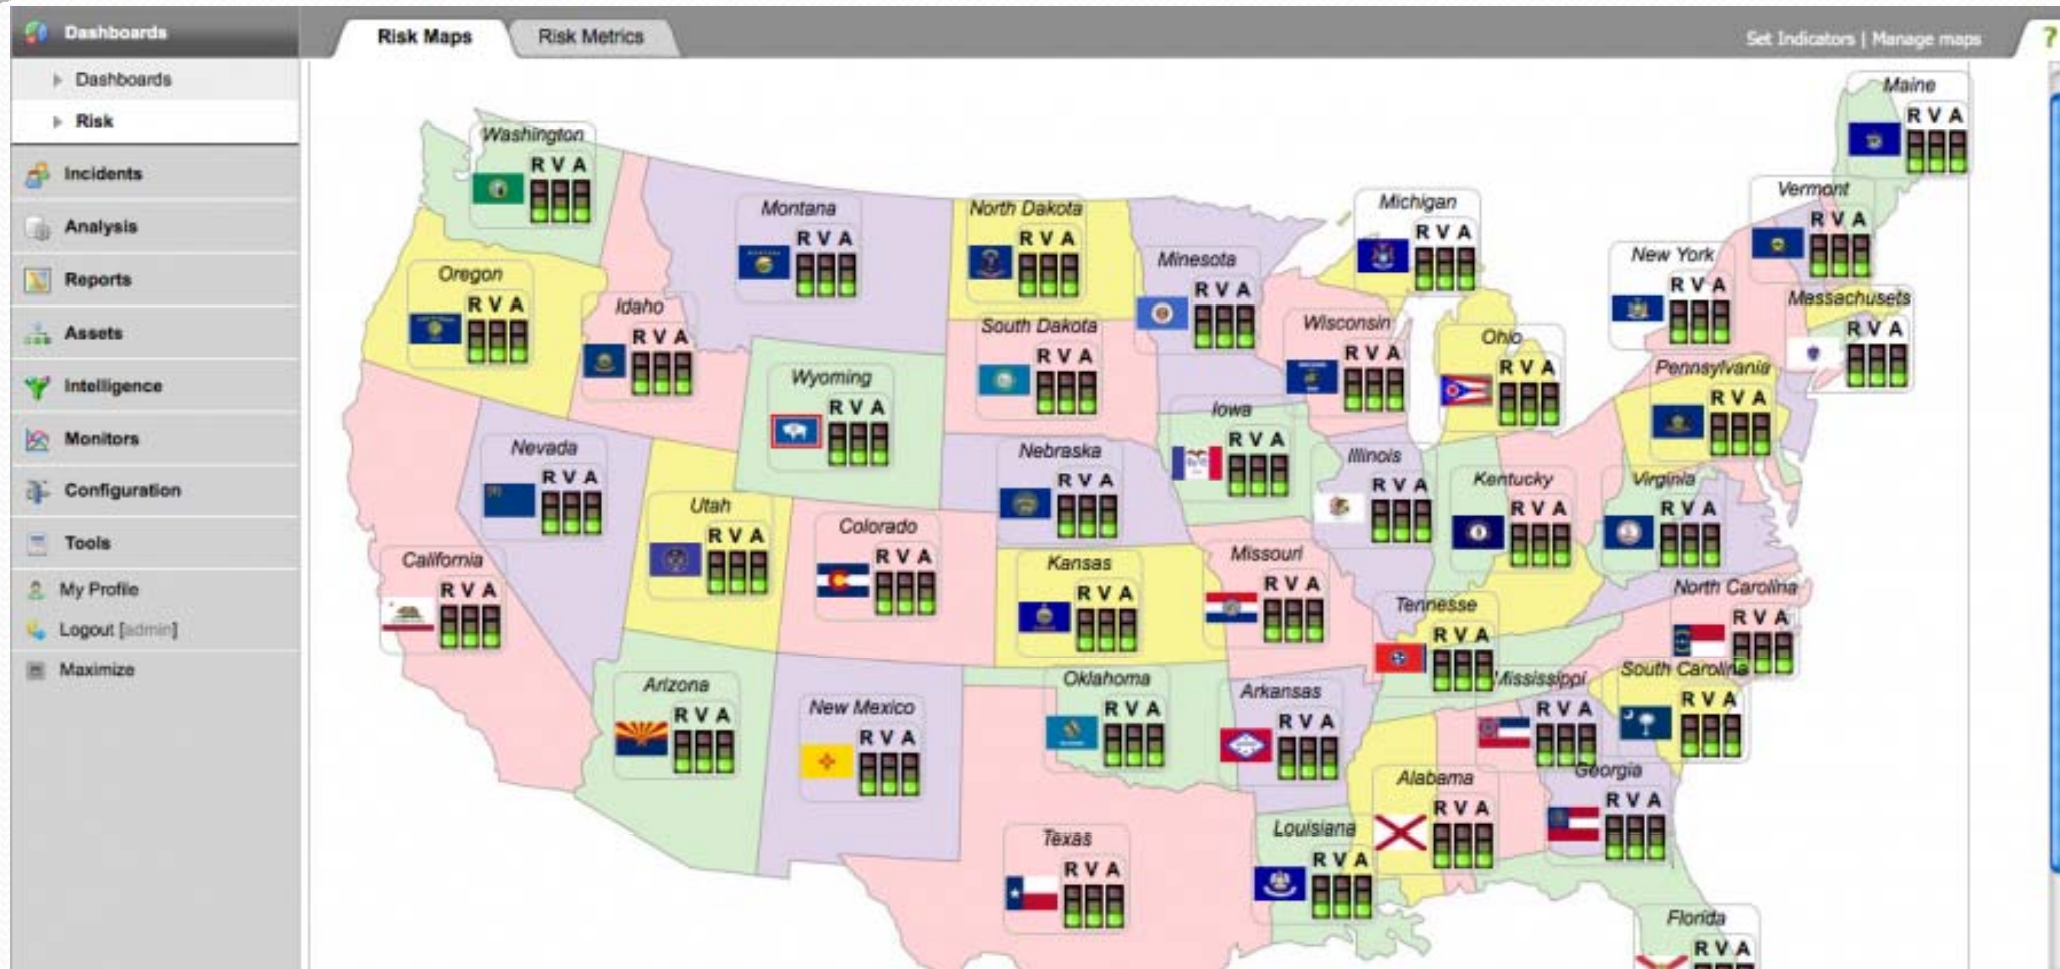 Dashboards
Dashboards
Risk
Incidents
Analysis
Reports
Assets
Intelligence
Monitors
Configuration
Tools
My Profile
Logout [admin]
Maximize
Risk Maps
Risk Metrics
Set Indicators | Manage maps
?
Maine
R V A
Washington
R V A
Vermont
R V A
Michigan
R V A
Montana
R V A
North Dakota
R V A
New York
R V A
Minesota
R V A
Oregon
R V A
Massachusets
R V A
Idaho
R V A
Wisconsin
R V A
South Dakota
R V A
Ohio
R V A
Pennsylvania
R V A
Wyoming
R V A
Iowa
R V A
Nevada
R V A
Nebraska
R V A
Illinois
R V A
Kentucky
R V A
Virginia
R V A
Utah
R V A
Colorado
R V A
Missouri
R V A
California
R V A
Kansas
R V A
North Carolina
R V A
Tennesse
R V A
South Carolina
R V A
Mississippi
R V A
Oklahoma
R V A
Arizona
R V A
Arkansas
R V A
New Mexico
R V A
Georgia
R V A
Alabama
R V A
Louisiana
R V A
Texas
R V A
Florida
R V A